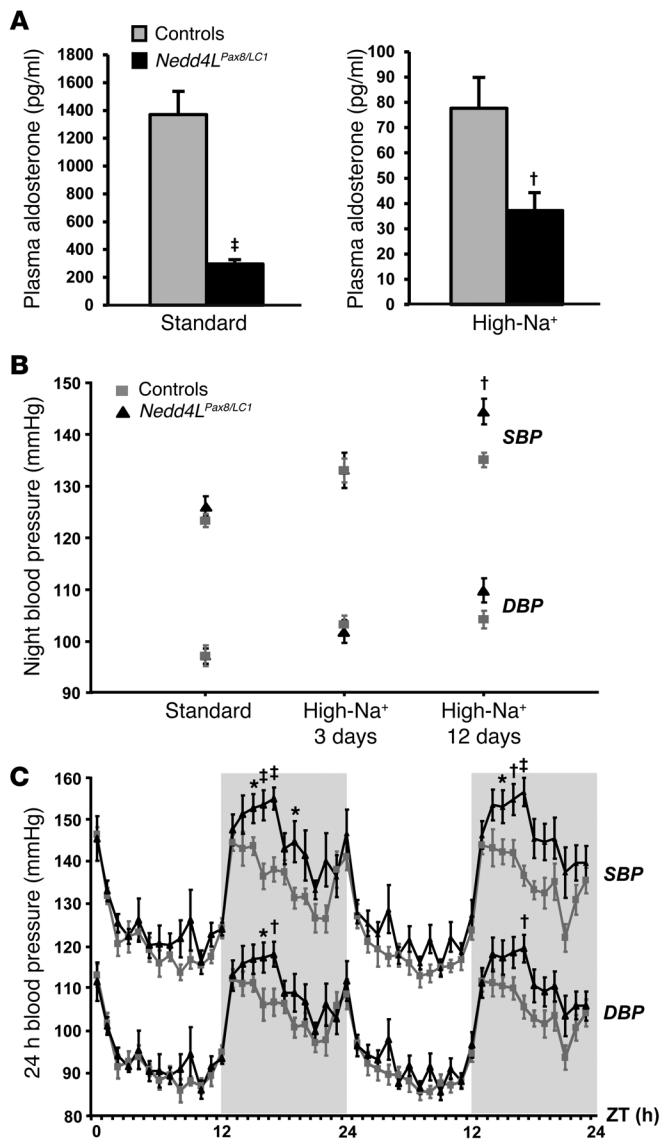 A
Controls
Nedd4L^Pax8/LC1
Plasma aldosterone (pg/ml)
1800
1600
1400
1200
1000
800
600
400
200
0
‡
Standard
Plasma aldosterone (pg/ml)
100
90
80
70
60
50
40
30
20
10
0
†
High-Na⁺
B
Controls
Nedd4L^Pax8/LC1
Night blood pressure (mmHg)
150
140
130
120
110
100
90
†
SBP
DBP
Standard High-Na⁺ High-Na⁺
3 days 12 days
C
24 h blood pressure (mmHg)
160
150
140
130
120
110
100
90
80
* ‡ ‡ * * † ‡
SBP
* † †
DBP
0 12 24 12 24
ZT (h)